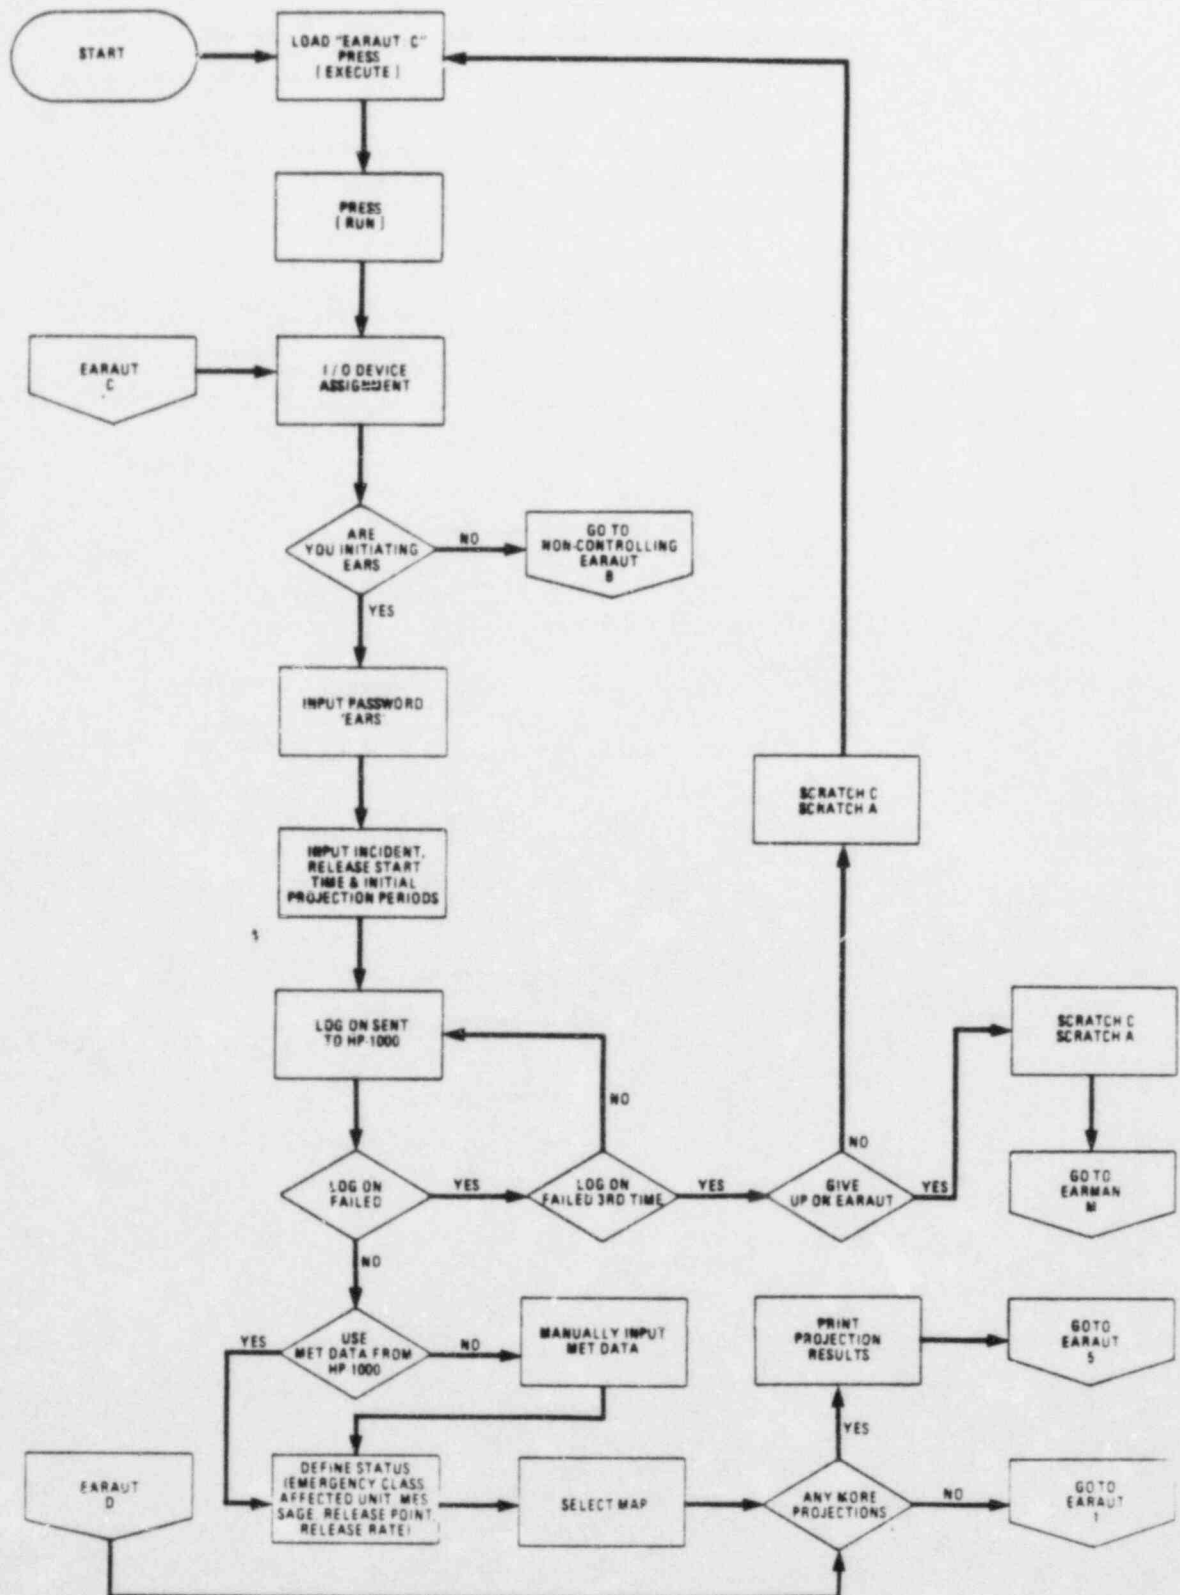 START
LOAD "EARAUT: C"
PRESS
[ EXECUTE ]
PRESS
[ RUN ]
EARAUT
C
I / O DEVICE
ASSIGNMENT
ARE
YOU INITIATING
EARS
NO
GO TO
NON-CONTROLLING
EARAUT
B
YES
INPUT PASSWORD
'EARS'
SCRATCH C
SCRATCH A
INPUT INCIDENT,
RELEASE START
TIME & INITIAL
PROJECTION PERIODS
LOG ON SENT
TO HP-1000
SCRATCH C
SCRATCH A
NO
NO
LOG ON
FAILED
YES
LOG ON
FAILED 3RD TIME
YES
GIVE
UP ON EARAUT
YES
GO TO
EARMAN
M
NO
YES
USE
MET DATA FROM
HP 1000
NO
MANUALLY INPUT
MET DATA
PRINT
PROJECTION
RESULTS
GO TO
EARAUT
5
YES
EARAUT
D
DEFINE STATUS
(EMERGENCY CLASS
AFFECTED UNIT, MES
SAGE, RELEASE POINT,
RELEASE RATE)
SELECT MAP
ANY MORE
PROJECTIONS
NO
GO TO
EARAUT
1